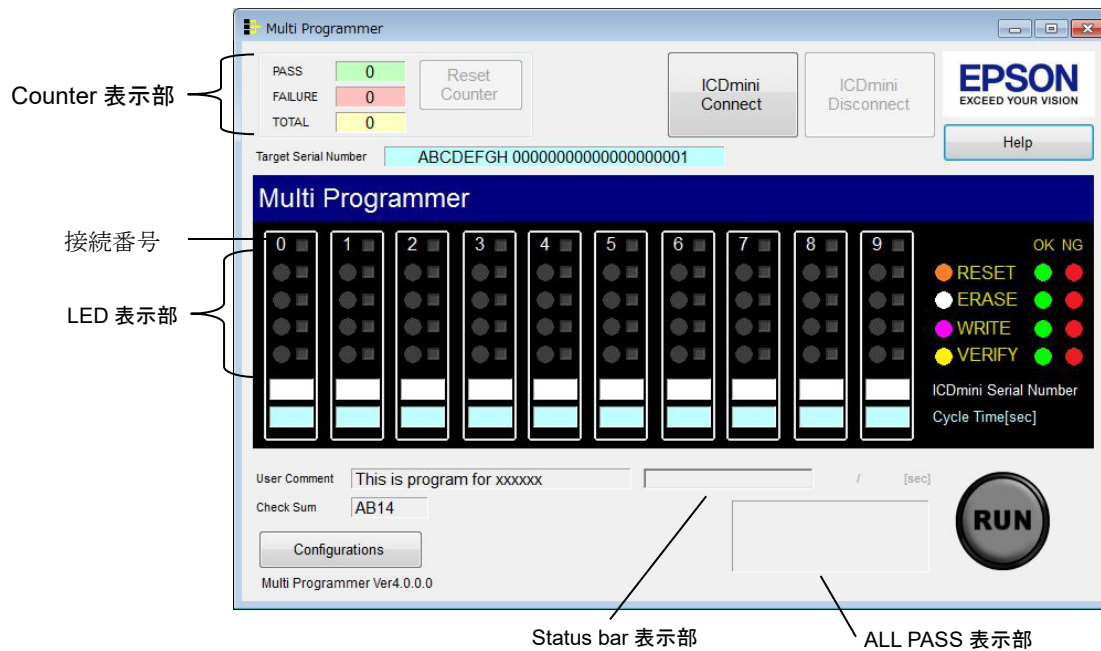 Multi Programmer
Counter 表示部
PASS 0
FAILURE 0
TOTAL 0
Reset Counter
ICDmini Connect
ICDmini Disconnect
EPSON
EXCEED YOUR VISION
Help
Target Serial Number ABCDEFGH 00000000000000000001
Multi Programmer
接続番号
0 1 2 3 4 5 6 7 8 9 OK NG
LED 表示部
RESET
ERASE
WRITE
VERIFY
ICDmini Serial Number
Cycle Time[sec]
User Comment This is program for xxxxxx / [sec]
Check Sum AB14
RUN
Configurations
Multi Programmer Ver4.0.0.0
Status bar 表示部
ALL PASS 表示部